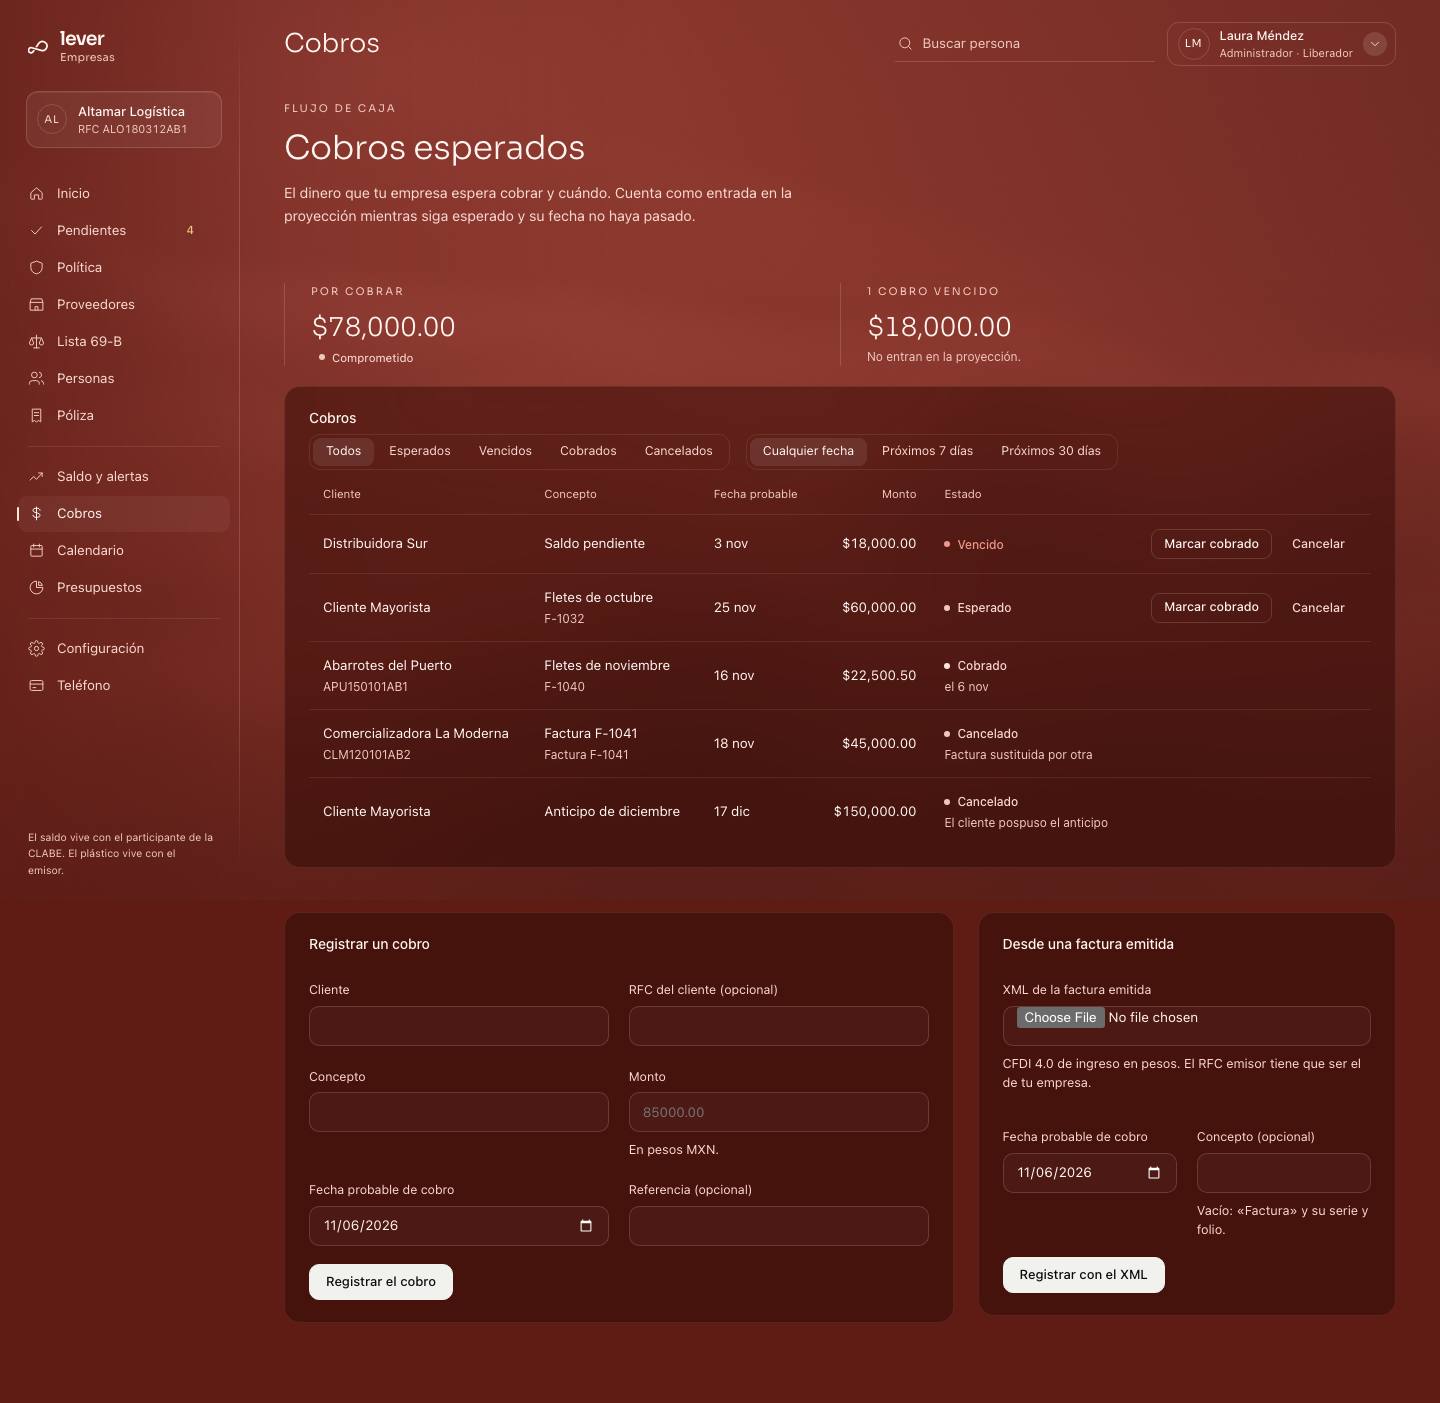 lever
Empresas
Cobros
Buscar persona
LM
Laura Méndez
Administrador · Liberador
AL
Altamar Logística
RFC ALO180312AB1
Inicio
Pendientes 4
Política
Proveedores
Lista 69-B
Personas
Póliza
Saldo y alertas
Cobros
Calendario
Presupuestos
Configuración
Teléfono
El saldo vive con el participante de la
CLABE. El plástico vive con el
emisor.
FLUJO DE CAJA
Cobros esperados
El dinero que tu empresa espera cobrar y cuándo. Cuenta como entrada en la
proyección mientras siga esperado y su fecha no haya pasado.
POR COBRAR
$78,000.00
Comprometido
1 COBRO VENCIDO
$18,000.00
No entran en la proyección.
Cobros
Todos Esperados Vencidos Cobrados Cancelados Cualquier fecha Próximos 7 días Próximos 30 días
Cliente Concepto Fecha probable Monto Estado
Distribuidora Sur Saldo pendiente 3 nov $18,000.00 Vencido Marcar cobrado Cancelar
Cliente Mayorista Fletes de octubre 25 nov $60,000.00 Esperado Marcar cobrado Cancelar
F-1032
Abarrotes del Puerto Fletes de noviembre 16 nov $22,500.50 Cobrado
APU150101AB1 F-1040 el 6 nov
Comercializadora La Moderna Factura F-1041 18 nov $45,000.00 Cancelado
CLM120101AB2 Factura F-1041 Factura sustituida por otra
Cliente Mayorista Anticipo de diciembre 17 dic $150,000.00 Cancelado
El cliente pospuso el anticipo
Registrar un cobro
Cliente RFC del cliente (opcional)
Concepto Monto
85000.00
En pesos MXN.
Fecha probable de cobro Referencia (opcional)
11/06/2026
Registrar el cobro
Desde una factura emitida
XML de la factura emitida
Choose File No file chosen
CFDI 4.0 de ingreso en pesos. El RFC emisor tiene que ser el
de tu empresa.
Fecha probable de cobro Concepto (opcional)
11/06/2026
Vacío: «Factura» y su serie y
folio.
Registrar con el XML